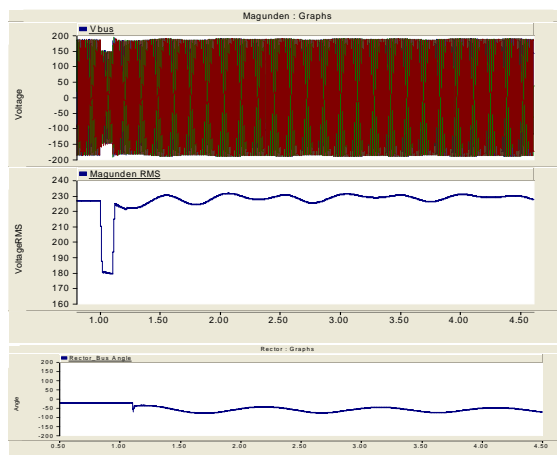 Magunden : Graphs
Vbus
200
150
100
50
0
-50
-100
-150
-200
Voltage
Magunden RMS
240
230
220
210
200
190
180
170
160
VoltageRMS
1.00 1.50 2.00 2.50 3.00 3.50 4.00 4.50
Rector : Graphs
Rector_Bus Angle
200
150
100
50
0
-50
-100
-150
-200
Angle
0.50 1.00 1.50 2.00 2.50 3.00 3.50 4.00 4.50